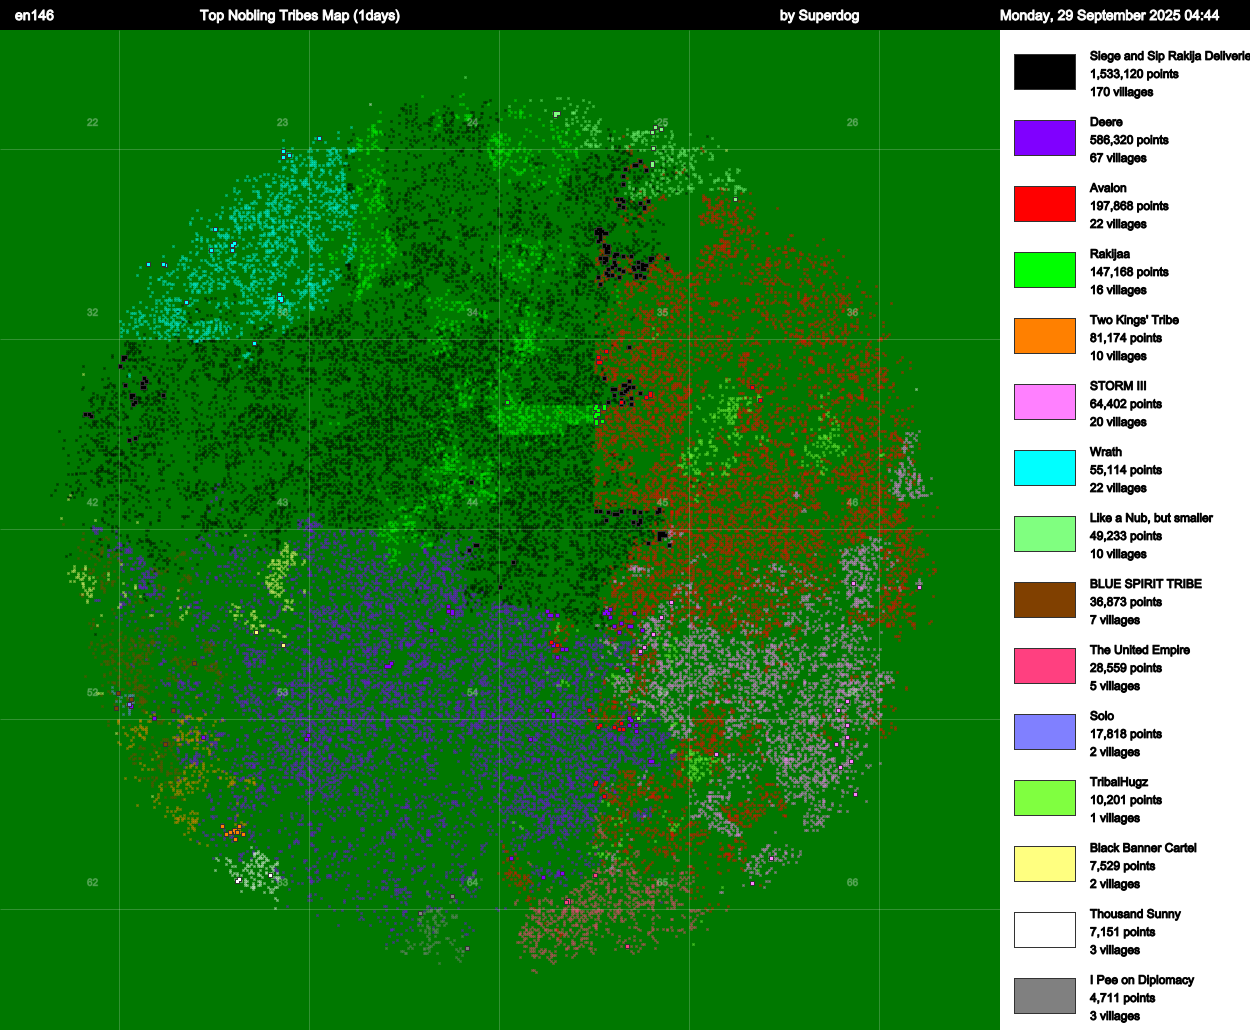 en146 Top Nobling Tribes Map (1days) by Superdog Monday, 29 September 2025 04:44
Siege and Sip Rakija Deliverie
1,533,120 points
170 villages
Deere
586,320 points
67 villages
Avalon
197,868 points
22 villages
Rakijaa
147,168 points
16 villages
Two Kings' Tribe
81,174 points
10 villages
STORM III
64,402 points
20 villages
Wrath
55,114 points
22 villages
Like a Nub, but smaller
49,233 points
10 villages
BLUE SPIRIT TRIBE
36,873 points
7 villages
The United Empire
28,559 points
5 villages
Solo
17,818 points
2 villages
TribalHugz
10,201 points
1 villages
Black Banner Cartel
7,529 points
2 villages
Thousand Sunny
7,151 points
3 villages
I Pee on Diplomacy
4,711 points
3 villages
22 23 24 25 26
32 33 34 35 36
42 43 44 45 46
52 53 54
62 63 64 65 66